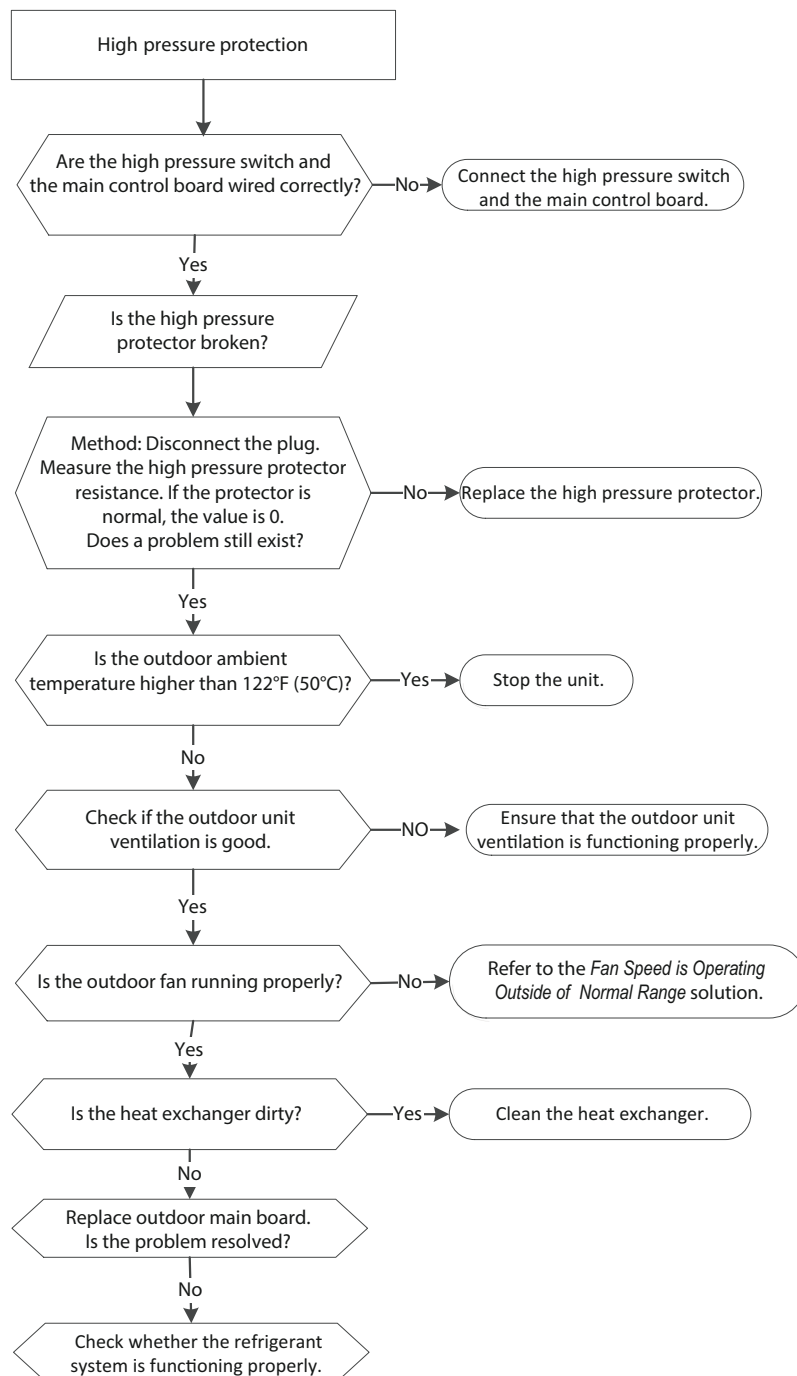 High pressure protection
Are the high pressure switch and
the main control board wired correctly?
No
Connect the high pressure switch
and the main control board.
Yes
Is the high pressure
protector broken?
Method: Disconnect the plug.
Measure the high pressure protector
resistance. If the protector is
normal, the value is 0.
Does a problem still exist?
No
Replace the high pressure protector.
Yes
Is the outdoor ambient
temperature higher than 122°F (50°C)?
Yes
Stop the unit.
No
Check if the outdoor unit
ventilation is good.
NO
Ensure that the outdoor unit
ventilation is functioning properly.
Yes
Is the outdoor fan running properly?
No
Refer to the Fan Speed is Operating
Outside of Normal Range solution.
Yes
Is the heat exchanger dirty?
Yes
Clean the heat exchanger.
No
Replace outdoor main board.
Is the problem resolved?
No
Check whether the refrigerant
system is functioning properly.